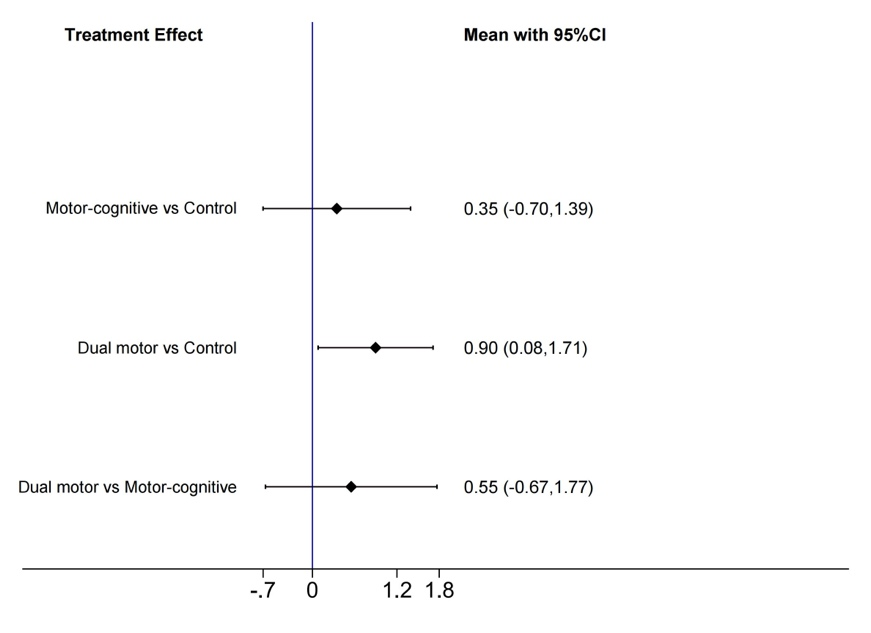 Treatment Effect Mean with 95%CI
Motor-cognitive vs Control 0.35 (-0.70,1.39)
Dual motor vs Control 0.90 (0.08,1.71)
Dual motor vs Motor-cognitive 0.55 (-0.67,1.77)
-.7 0 1.2 1.8